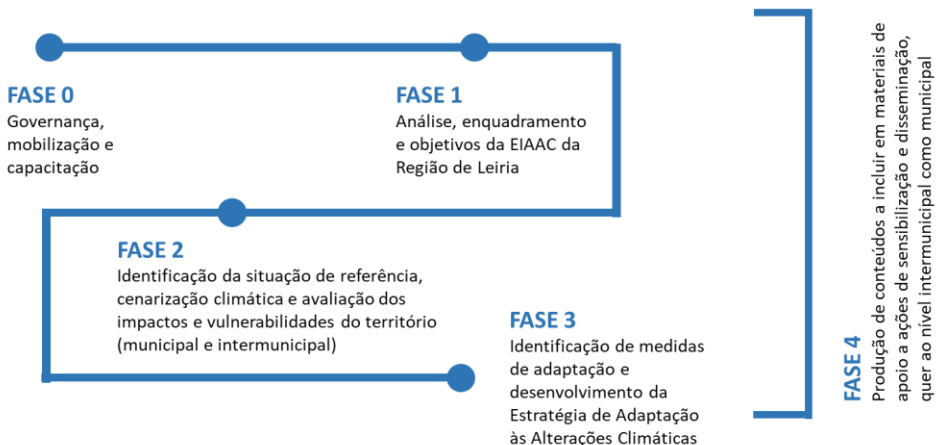 FASE 0
Governança,
mobilização e
capacitação
FASE 1
Análise, enquadramento
e objetivos da EIAAC da
Região de Leiria
FASE 2
Identificação da situação de referência,
cenarização climática e avaliação dos
impactos e vulnerabilidades do território
(municipal e intermunicipal)
FASE 3
Identificação de medidas
de adaptação e
desenvolvimento da
Estratégia de Adaptação
às Alterações Climáticas
FASE 4
Produção de conteúdos a incluir em materiais de
apoio a ações de sensibilização e disseminação,
quer ao nível intermunicipal como municipal